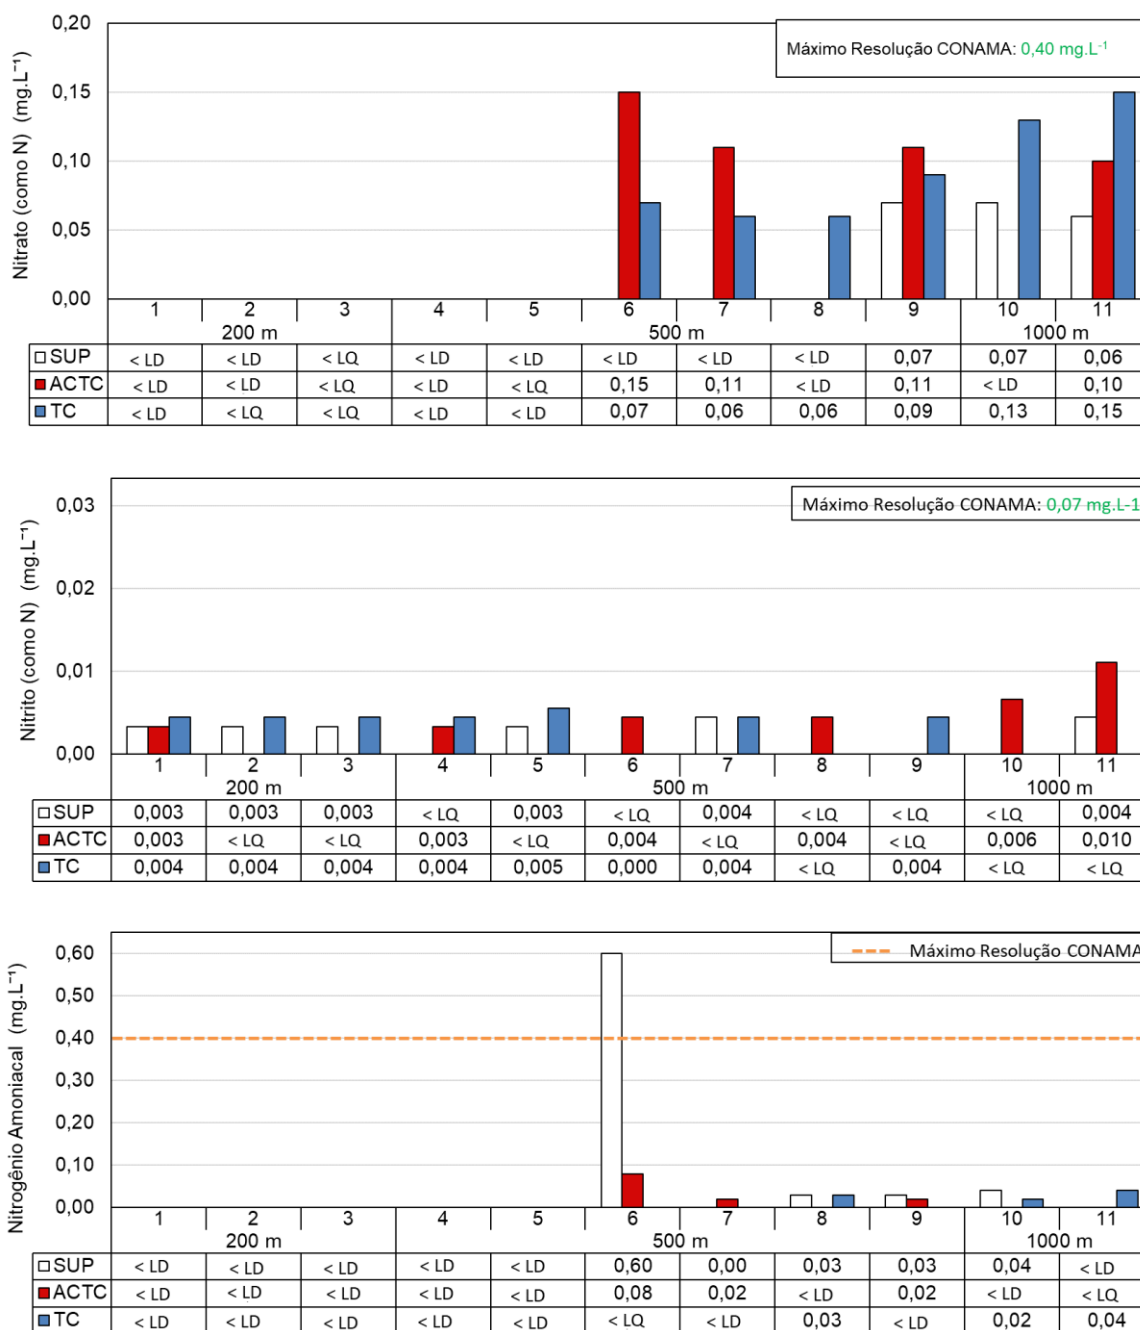 0,20
Máximo Resolução CONAMA: 0,40 mg.L⁻¹
0,15
0,10
0,05
0,00
Nitrato (como N) (mg.L⁻¹)
1 2 3 4 5 6 7 8 9 10 11
200 m 500 m 1000 m
SUP < LD < LD < LQ < LD < LD < LD < LD < LD 0,07 0,07 0,06
ACTC < LD < LD < LQ < LD < LQ 0,15 0,11 < LD 0,11 < LD 0,10
TC < LD < LQ < LQ < LD < LD 0,07 0,06 0,06 0,09 0,13 0,15
Máximo Resolução CONAMA: 0,07 mg.L-1
0,03
0,02
0,01
0,00
Nitrito (como N) (mg.L⁻¹)
1 2 3 4 5 6 7 8 9 10 11
200 m 500 m 1000 m
SUP 0,003 0,003 0,003 < LQ 0,003 < LQ 0,004 < LQ < LQ < LQ 0,004
ACTC 0,003 < LQ < LQ 0,003 < LQ 0,004 < LQ 0,004 < LQ 0,006 0,010
TC 0,004 0,004 0,004 0,004 0,005 0,000 0,004 < LQ 0,004 < LQ < LQ
Máximo Resolução CONAMA
0,60
0,50
0,40
0,30
0,20
0,10
0,00
Nitrogênio Amoniacal (mg.L⁻¹)
1 2 3 4 5 6 7 8 9 10 11
200 m 500 m 1000 m
SUP < LD < LD < LD < LD < LD 0,60 0,00 0,03 0,03 0,04 < LD
ACTC < LD < LD < LD < LD < LD 0,08 0,02 < LD 0,02 < LD < LQ
TC < LD < LD < LD < LD < LD < LQ < LD 0,03 < LD 0,02 0,04